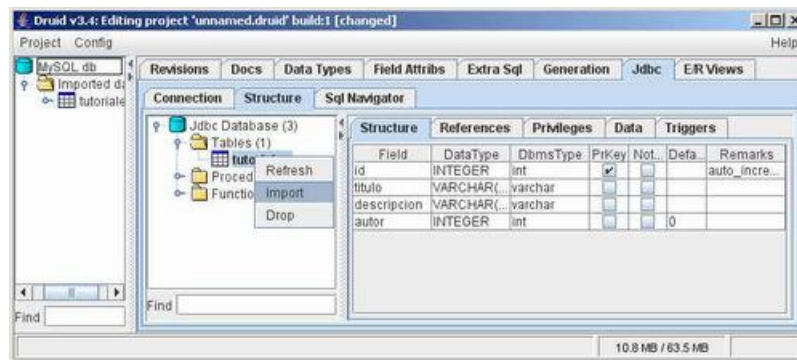 Druid v3.4: Editing project 'unnamed.druid' build:1 [changed]
Project Config Help
MySQL db
Imported da
tutoriale
Find
Revisions Docs Data Types Field Attribs Extra Sql Generation Jdbc E/R Views
Connection Structure Sql Navigator
Jdbc Database (3)
Tables (1)
Proced
Functio
Refresh
Import
Drop
Find
Structure References Privileges Data Triggers
Field DataType DbmsType PrKey Not... Defa... Remarks
id INTEGER int auto_incre...
titulo VARCHAR(... varchar
descripcion VARCHAR(... varchar
autor INTEGER int 0
10.8 MB / 63.5 MB